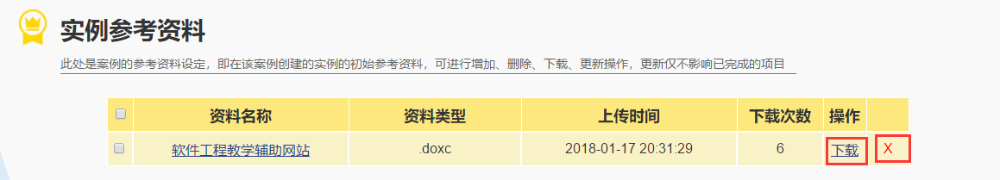 实例参考资料
此处是案例的参考资料设定，即在该案例创建的实例的初始参考资料，可进行增加、删除、下载、更新操作，更新仅不影响已完成的项目
资料名称 资料类型 上传时间 下载次数 操作
软件工程教学辅助网站 .doxc 2018-01-17 20:31:29 6 下载 X